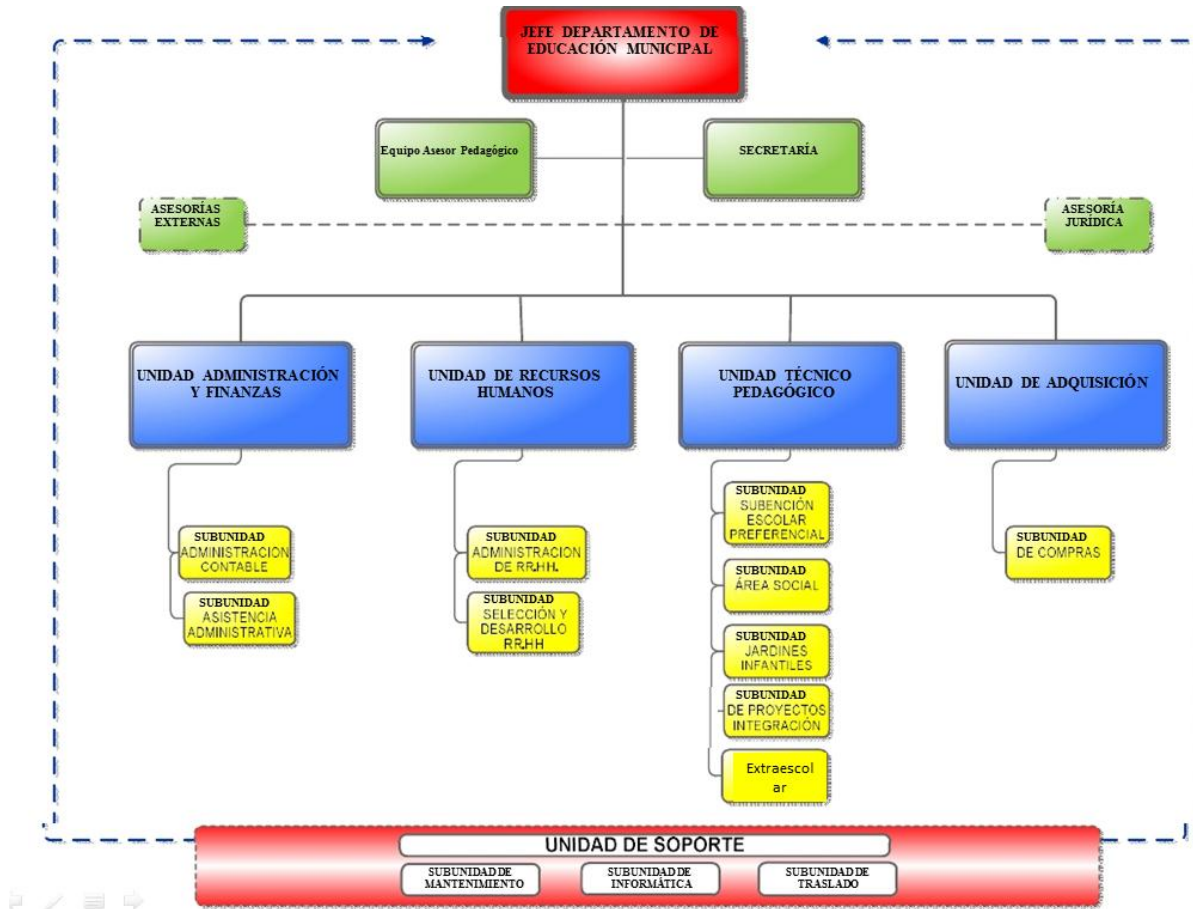 JEFE DEPARTAMENTO DE
EDUCACIÓN MUNICIPAL
Equipo Asesor Pedagógico
SECRETARÍA
ASESORÍAS
EXTERNAS
ASESORÍA
JURÍDICA
UNIDAD ADMINISTRACIÓN
Y FINANZAS
UNIDAD DE RECURSOS
HUMANOS
UNIDAD TÉCNICO
PEDAGÓGICO
UNIDAD DE ADQUISICIÓN
SUBUNIDAD
ADMINISTRACION
CONTABLE
SUBUNIDAD
ASISTENCIA
ADMINISTRATIVA
SUBUNIDAD
ADMINISTRACION
DE RR.HH.
SUBUNIDAD
SELECCIÓN Y
DESARROLLO
RR.HH
SUBUNIDAD
SUBENCIÓN
ESCOLAR
PREFERENCIAL
SUBUNIDAD
ÁREA SOCIAL
SUBUNIDAD
JARDINES
INFANTILES
SUBUNIDAD
DE PROYECTOS
INTEGRACIÓN
Extraescol
ar
SUBUNIDAD
DE COMPRAS
UNIDAD DE SOPORTE
SUBUNIDAD DE
MANTENIMIENTO
SUBUNIDAD DE
INFORMÁTICA
SUBUNIDAD DE
TRASLADO